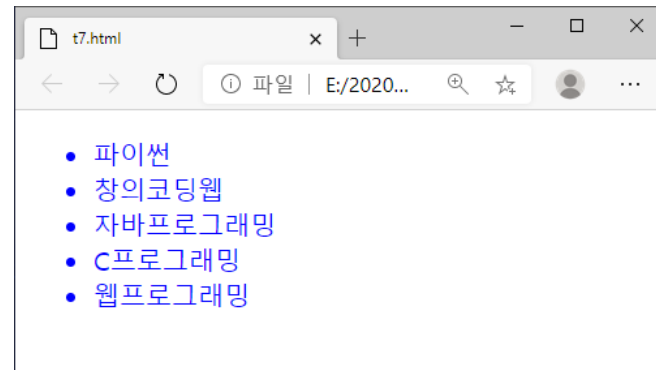 t7.html
파일 E:/2020...
파이썬
창의코딩웹
자바프로그래밍
C프로그래밍
웹프로그래밍